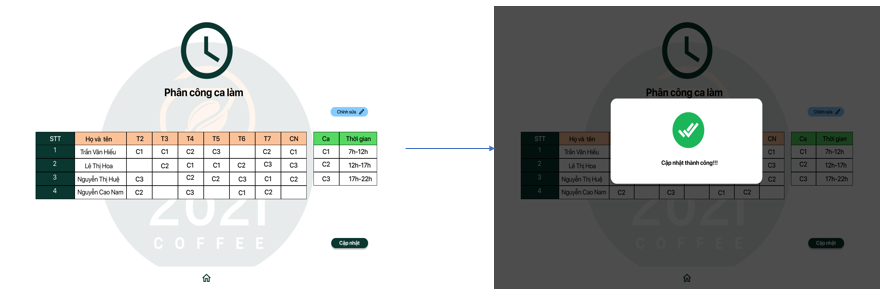 Phân công ca làm
Chỉnh sửa
STT Họ và tên T2 T3 T4 T5 T6 T7 CN
1 Trần Văn Hiếu C1 C1 C2 C3 C2 C1
2 Lê Thị Hoa C2 C1 C1 C2 C3 C3
3 Nguyễn Thị Huệ C3 C2 C2 C3 C1 C2
4 Nguyễn Cao Nam C2 C3 C1 C2
Ca Thời gian
C1 7h-12h
C2 12h-17h
C3 17h-22h
2021
COFFEE
Cập nhật
Phân công ca làm
Chỉnh sửa
STT Họ và tên CN
1 Trần Văn Hiếu C1
2 Lê Thị Hoa C3
3 Nguyễn Thị Huệ C2
4 Nguyễn Cao Nam C2 C3 C1 C2
Ca Thời gian
C1 7h-12h
C2 12h-17h
C3 17h-22h
Cập nhật thành công!!!
2021
COFFEE
Cập nhật